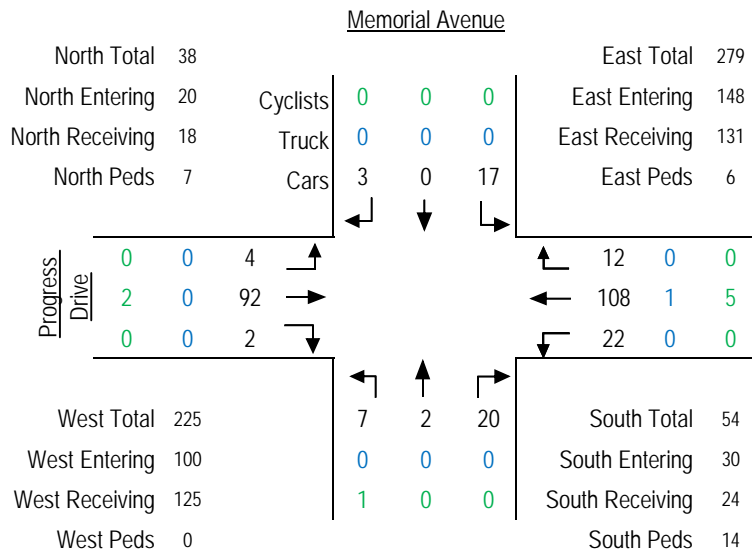 Memorial Avenue
North Total 38
North Entering 20
North Receiving 18
North Peds 7
East Total 279
East Entering 148
East Receiving 131
East Peds 6
Cyclists 0 0 0
Truck 0 0 0
Cars 3 0 17
Progress
Drive
0 0 4
2 0 92
0 0 2
12 0 0
108 1 5
22 0 0
7 2 20
0 0 0
1 0 0
West Total 225
West Entering 100
West Receiving 125
West Peds 0
South Total 54
South Entering 30
South Receiving 24
South Peds 14